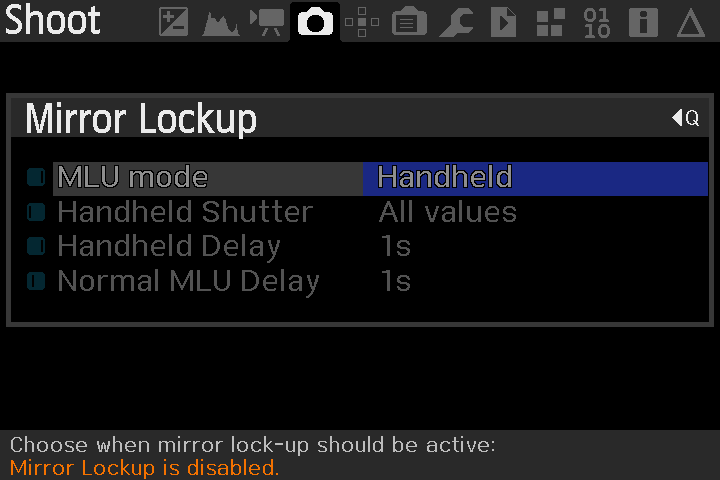 Shoot
01
10
Mirror Lockup
Q
MLU mode Handheld
Handheld Shutter All values
Handheld Delay 1s
Normal MLU Delay 1s
Choose when mirror lock-up should be active:
Mirror Lockup is disabled.